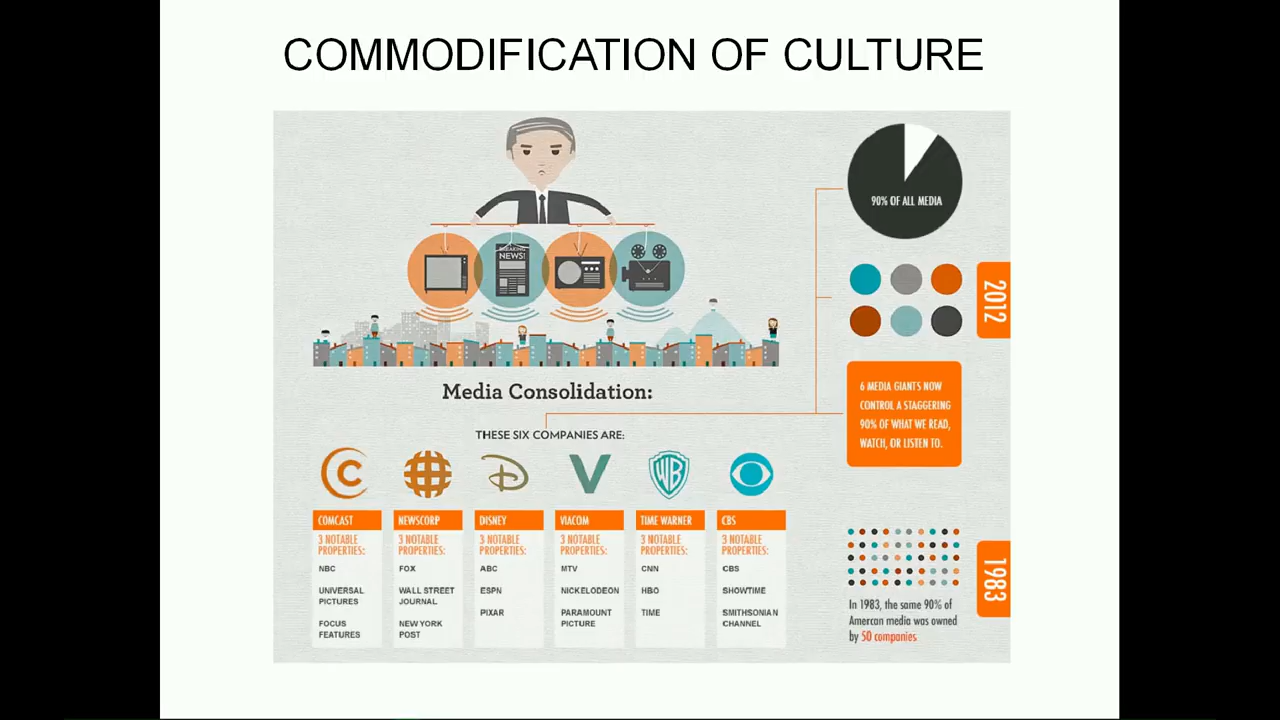 COMMODIFICATION OF CULTURE
90% OF ALL MEDIA
NEWS!
2012
Media Consolidation:
6 MEDIA GIANTS NOW
CONTROL A STAGGERING
90% OF WHAT WE READ,
WATCH, OR LISTEN TO.
THESE SIX COMPANIES ARE:
C
D
V
WB
COMCAST
3 NOTABLE
PROPERTIES:
NBC
UNIVERSAL
PICTURES
FOCUS
FEATURES
NEWSCORP
3 NOTABLE
PROPERTIES:
FOX
WALL STREET
JOURNAL
NEW YORK
POST
DISNEY
3 NOTABLE
PROPERTIES:
ABC
ESPN
PIXAR
VIACOM
3 NOTABLE
PROPERTIES:
MTV
NICKELODEON
PARAMOUNT
PICTURE
TIME WARNER
3 NOTABLE
PROPERTIES:
CNN
HBO
TIME
CBS
3 NOTABLE
PROPERTIES:
CBS
SHOWTIME
SMITHSONIAN
CHANNEL
1983
In 1983, the same 90% of
Amercan media was owned
by 50 companies